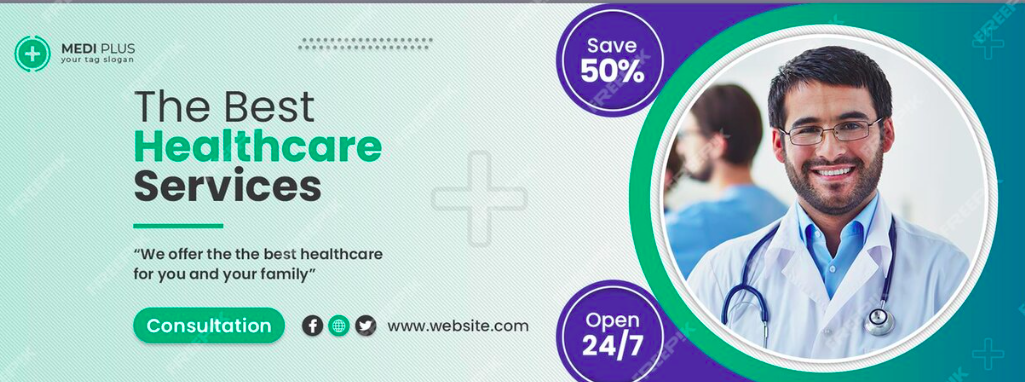 MEDI PLUS
your tag slogan
The Best
Healthcare
Services
“We offer the the best healthcare
for you and your family”
Consultation
www.website.com
Save
50%
Open
24/7
FREEPIK